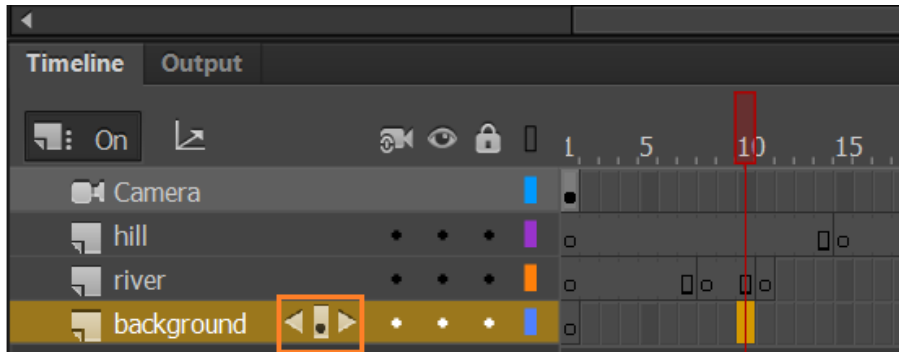 Timeline Output
On 1 5 10 15
Camera
hill
river
background